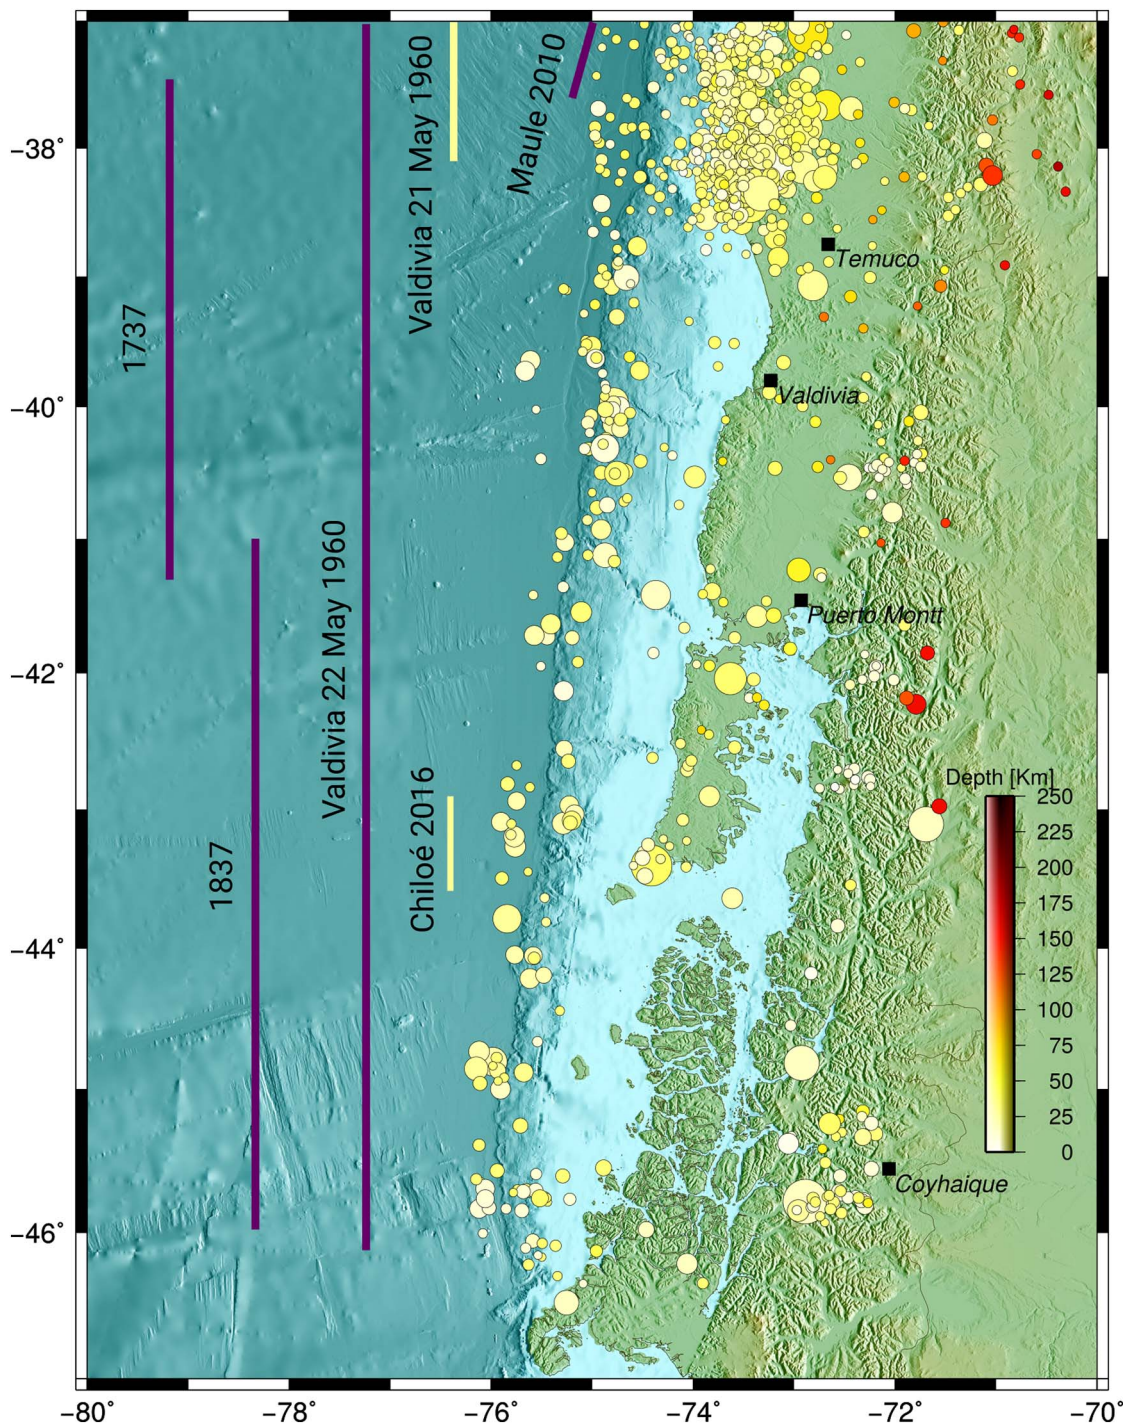 Valdivia 21 May 1960
Maule 2010
−38°
Temuco
1737
Valdivia
−40°
Valdivia 22 May 1960
Puerto Montt
−42°
Chiloé 2016
Depth [Km]
250
225
200
175
150
125
100
75
50
25
0
1837
−44°
Coyhaique
−46°
−80°
−78°
−76°
−74°
−72°
−70°